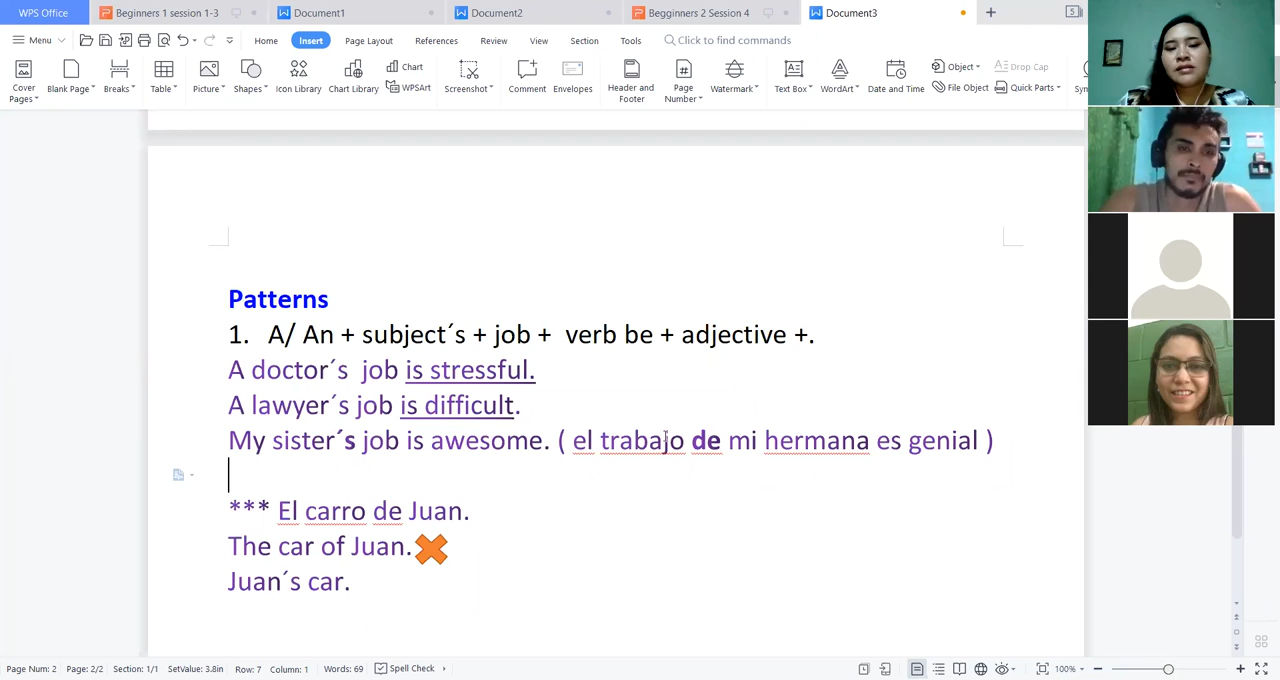 WPS Office
Begginers 1 session 1-3
Document1
Document2
Begginers 2 Session 4
Document3
Menu
Home
Insert
Page Layout
References
Review
View
Section
Tools
Click to find commands
Cover Pages
Blank Page
Breaks
Table
Picture
Shapes
Icon Library
Chart Library
Chart
WPSArt
Screenshot
Comment
Envelopes
Header and Footer
Page Number
Watermark
Text Box
WordArt
Date and Time
Object
File Object
Drop Cap
Quick Parts
Patterns
1. A/ An + subject´s + job + verb be + adjective +.
A doctor´s job is stressful.
A lawyer´s job is difficult.
My sister´s job is awesome. ( el trabajo de mi hermana es genial )
*** El carro de Juan.
The car of Juan.
Juan´s car.
Page Num: 2 Page: 2/2 Section: 1/1 SetValue: 3.8in Row: 7 Column: 1 Words: 69 Spell Check 100%